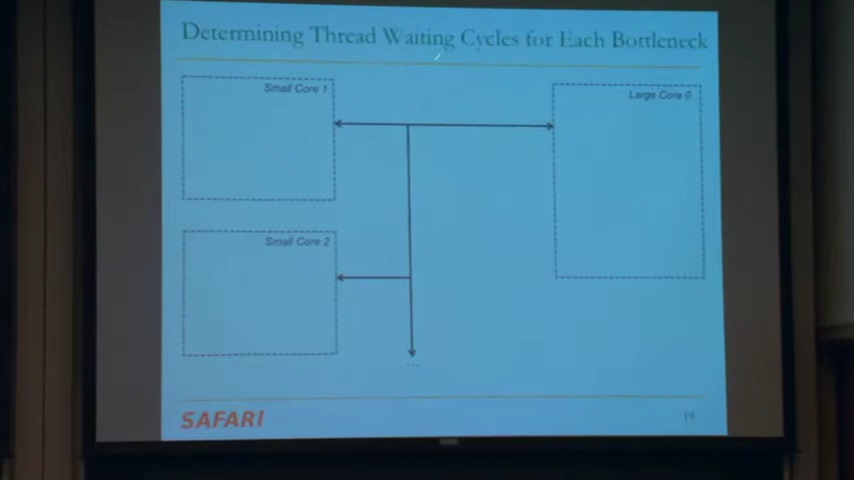 Determining Thread Waiting Cycles for Each Bottleneck
Small Core 1
Large Core 0
Small Core 2
...
SAFARI
19